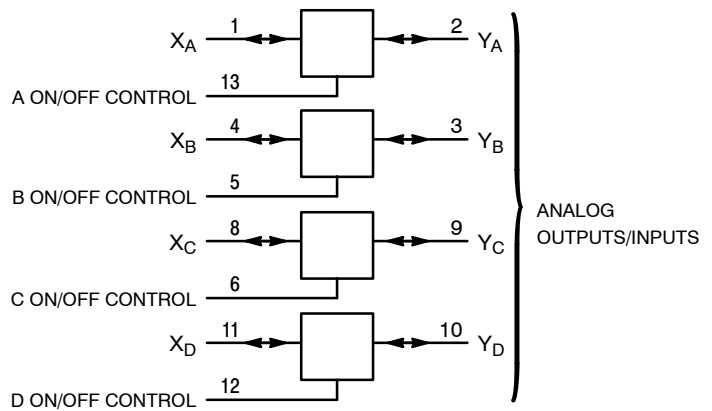 X_A 1 2 Y_A
A ON/OFF CONTROL 13
X_B 4 3 Y_B
B ON/OFF CONTROL 5
ANALOG
OUTPUTS/INPUTS
X_C 8 9 Y_C
C ON/OFF CONTROL 6
X_D 11 10 Y_D
D ON/OFF CONTROL 12